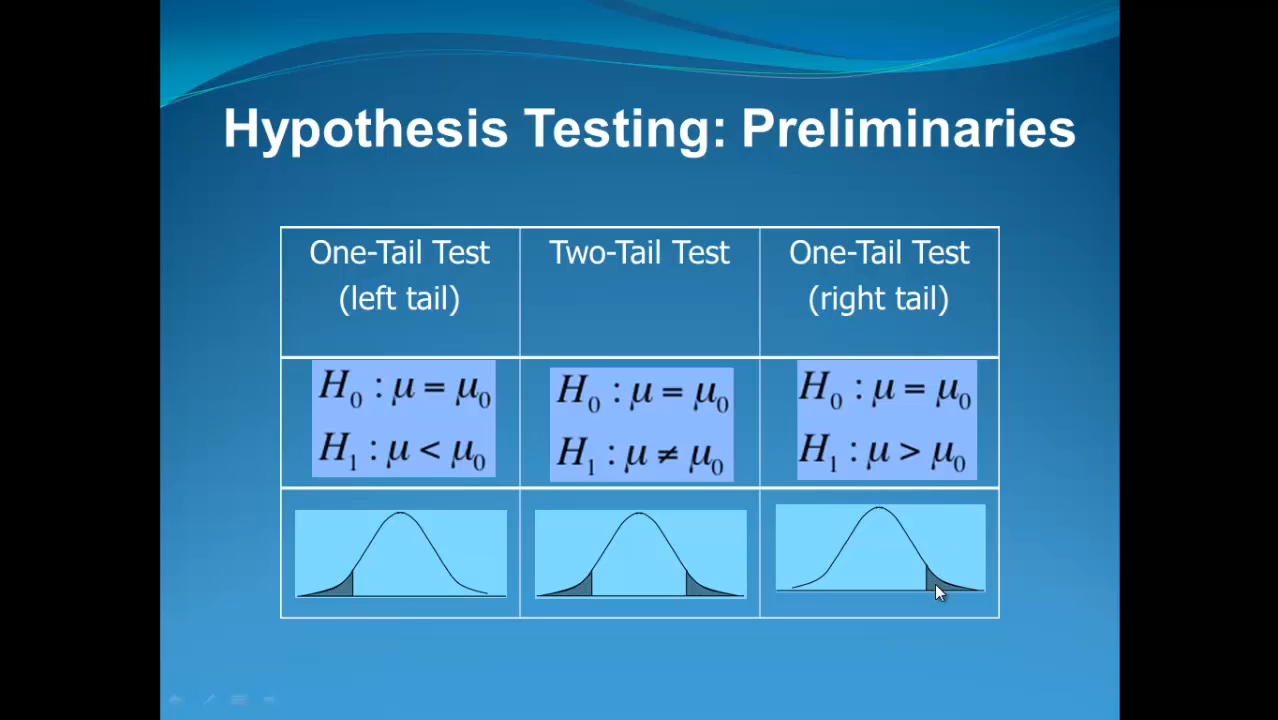 Hypothesis Testing: Preliminaries
One-Tail Test
(left tail)
Two-Tail Test
One-Tail Test
(right tail)
H₀ : μ = μ₀
H₁ : μ < μ₀
H₀ : μ = μ₀
H₁ : μ ≠ μ₀
H₀ : μ = μ₀
H₁ : μ > μ₀